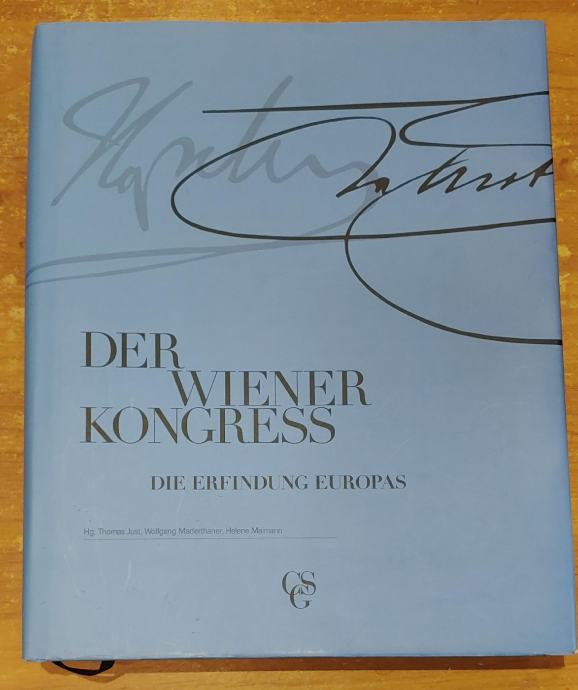 DER
WIENER
KONGRESS
DIE ERFINDUNG EUROPAS
Hg. Thomas Just, Wolfgang Maderthaner, Helene Maimann
CSG